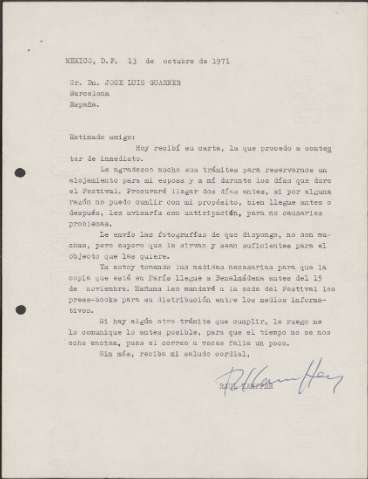 MEXICO, D.F. 13 de octubre de 1971
Sr. Dn. JOSE LUIS GUARNER
Barcelona
España.
Estimado amigo:
Hoy recibí su carta, la que procedo a contes
tar de inmediato.
Le agradezco mucho sus trámites para reservarnos un
alojamiento para mi esposa y a mí durante los días que dure
el Festival. Procuraré llegar dos días antes, si por alguna
razón no puedo cumlir con mi propósito, bien llegue antes o
después, les avisaría con anticipación, para no causarles
problemas.
Le envío las fotografías de que dispongo, no son mu-
chas, pero espero que le sirvan y sean suficientes para el
objecto que las quiere.
Ya estoy tomando las medidas necesarias para que la
copia que está en París llegue a Benalmádena antes del 15
de noviembre. Mañana les mandaré a la sede del Festival los
press-books para su distribución entre los medios informa-
tivos.
Si hay algún otro trámite que cumplir, le ruego me
lo comunique lo antes posible, para que el tiempo no se nos
eche encima, pues el correo a veces falla un poco.
Sin más, reciba mi saludo cordial,
RAUL KAMFFER